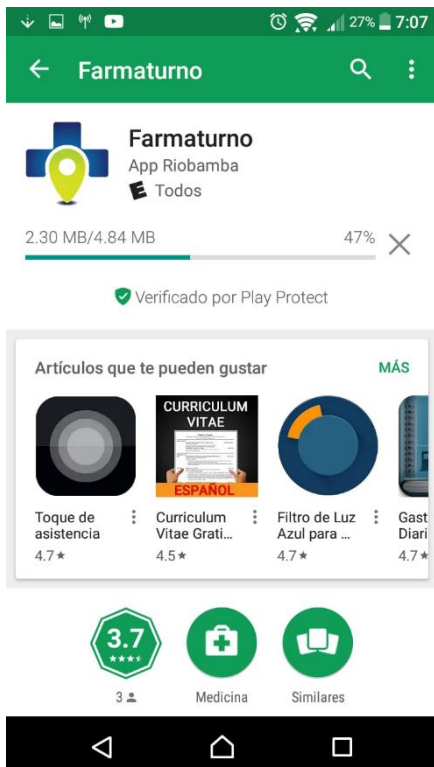 27% 7:07
Farmaturno
Farmaturno
App Riobamba
E Todos
2.30 MB/4.84 MB 47%
Verificado por Play Protect
Artículos que te pueden gustar MÁS
CURRICULUM
VITAE
ESPAÑOL
Toque de Curriculum Filtro de Luz Gast
asistencia Vitae Grati... Azul para ... Diari
4.7★ 4.5★ 4.7★ 4.7★
3.7
3 Medicina Similares